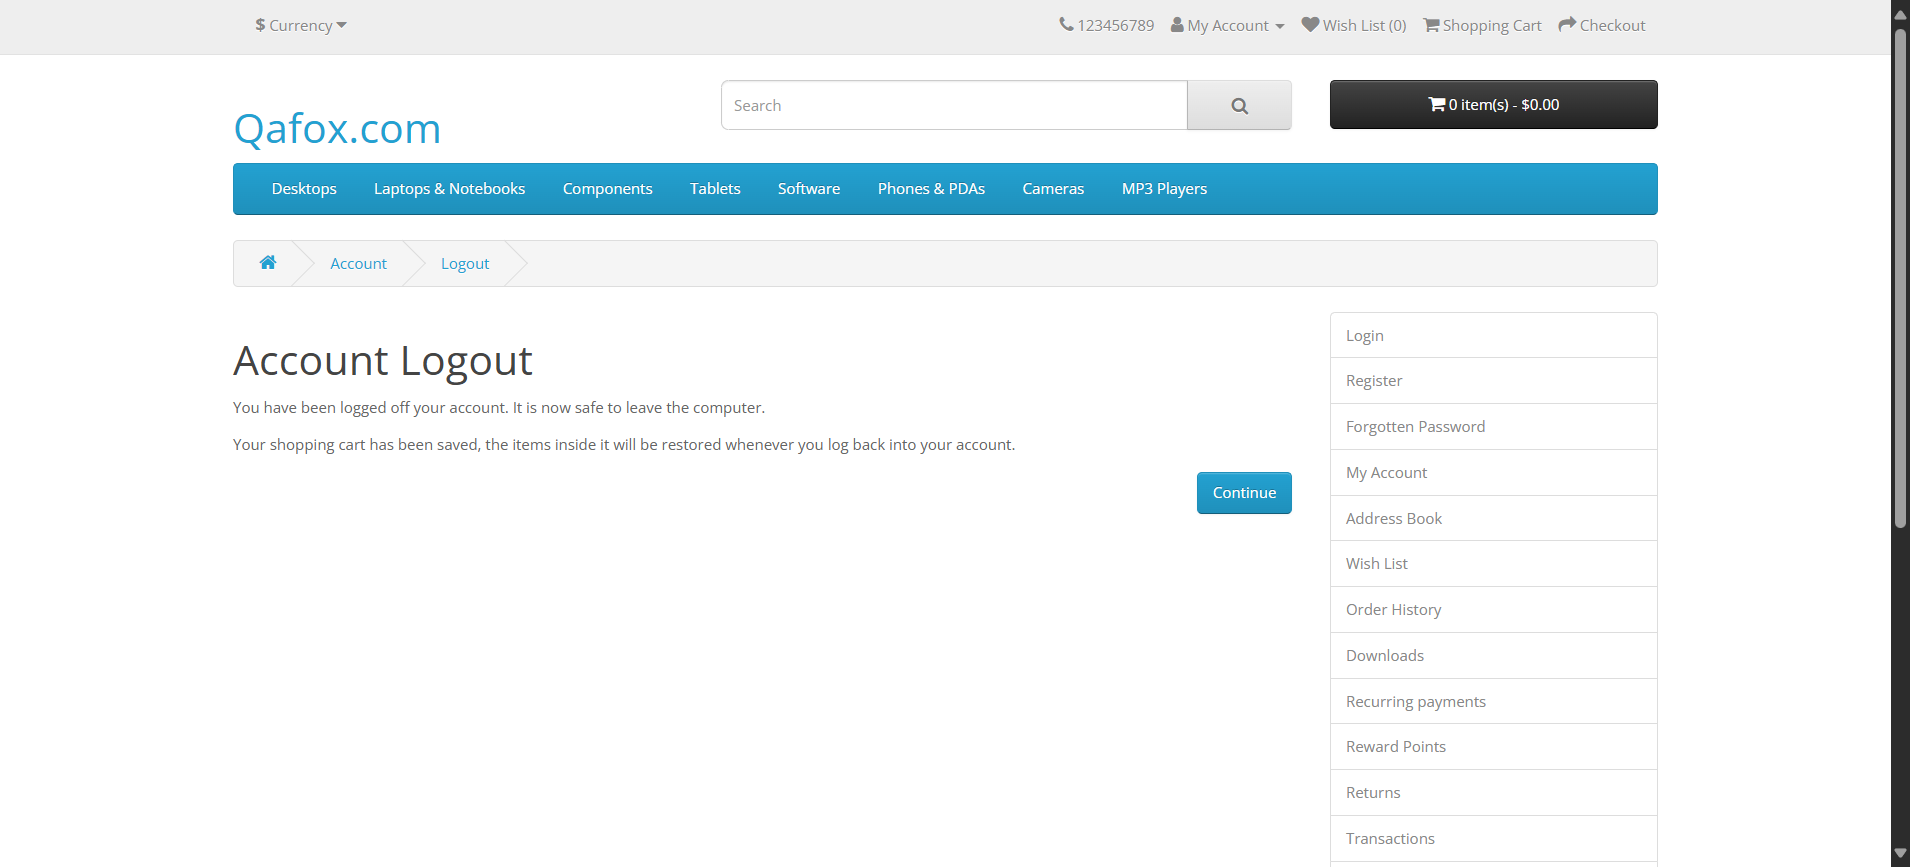 $ Currency
123456789 My Account Wish List (0) Shopping Cart Checkout
Qafox.com
Search
0 item(s) - $0.00
Desktops Laptops & Notebooks Components Tablets Software Phones & PDAs Cameras MP3 Players
Account Logout
Account Logout
You have been logged off your account. It is now safe to leave the computer.
Your shopping cart has been saved, the items inside it will be restored whenever you log back into your account.
Continue
Login
Register
Forgotten Password
My Account
Address Book
Wish List
Order History
Downloads
Recurring payments
Reward Points
Returns
Transactions